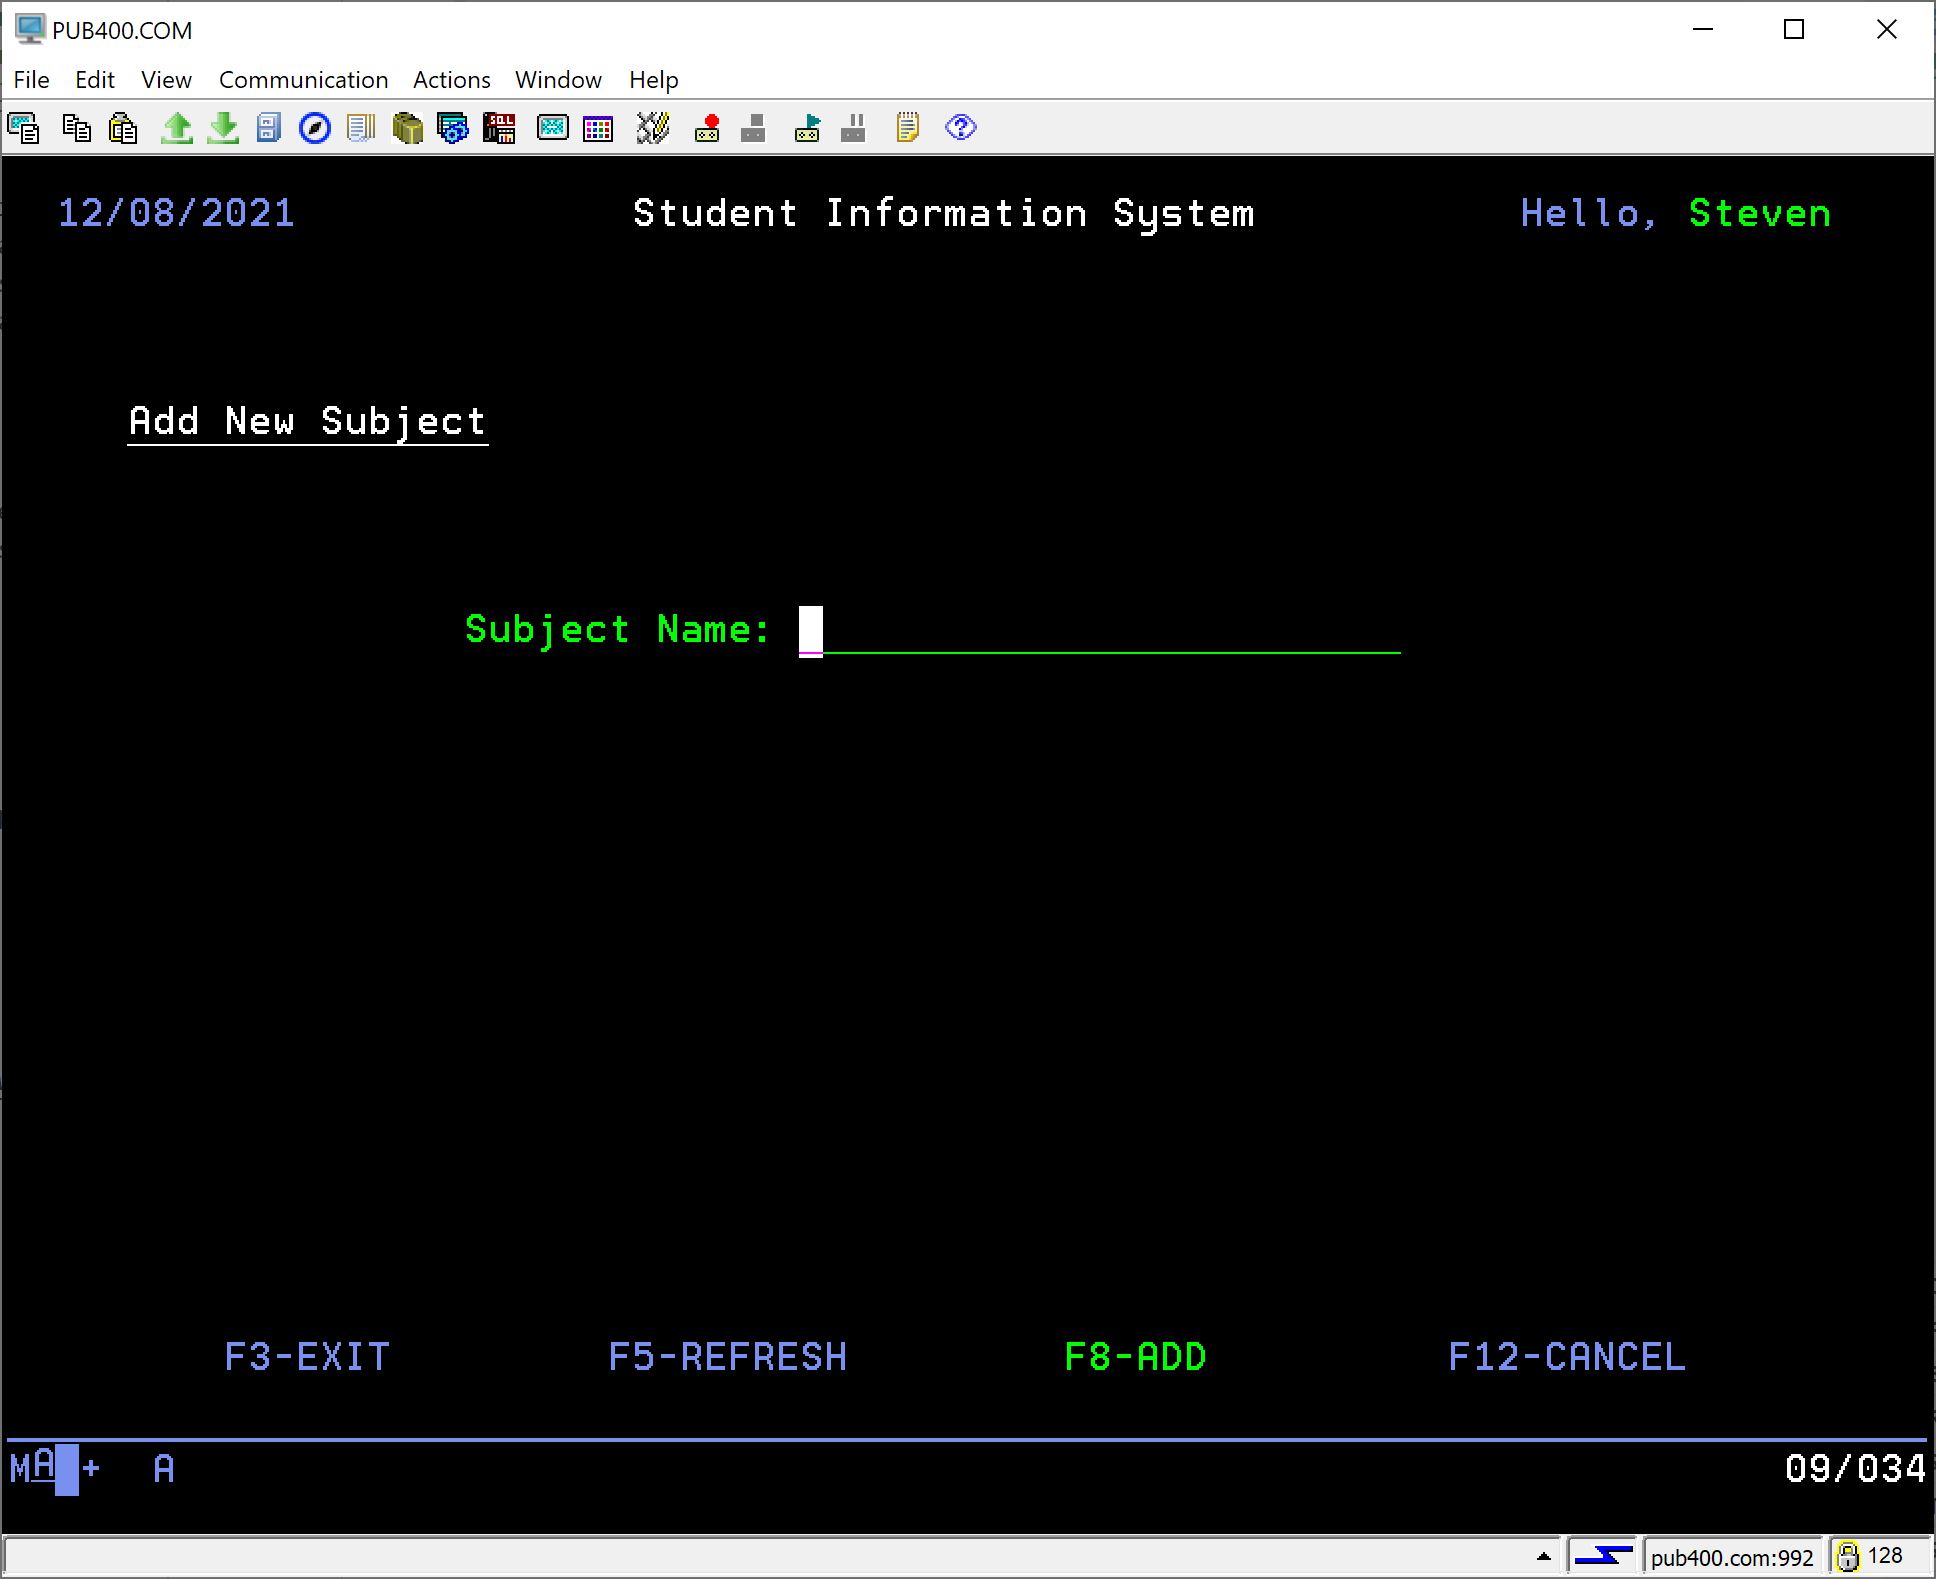 PUB400.COM
File Edit View Communication Actions Window Help
SQL
12/08/2021 Student Information System Hello, Steven
Add New Subject
Subject Name:
F3-EXIT F5-REFRESH F8-ADD F12-CANCEL
MA + A 09/034
pub400.com:992 128